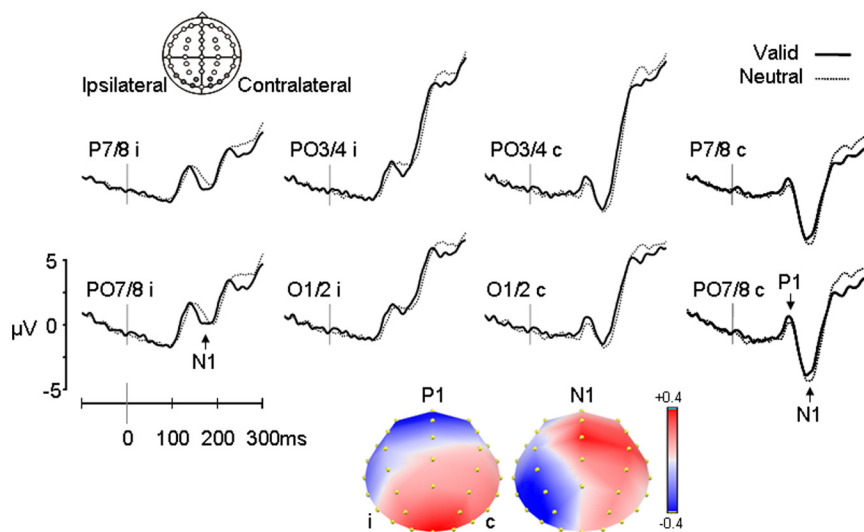 Valid
Ipsilateral Contralateral Neutral
P7/8 i PO3/4 i PO3/4 c P7/8 c
5
PO7/8 i O1/2 i O1/2 c PO7/8 c P1
µV 0
N1
-5 N1
P1 N1 +0.4
0 100 200 300ms
i c -0.4